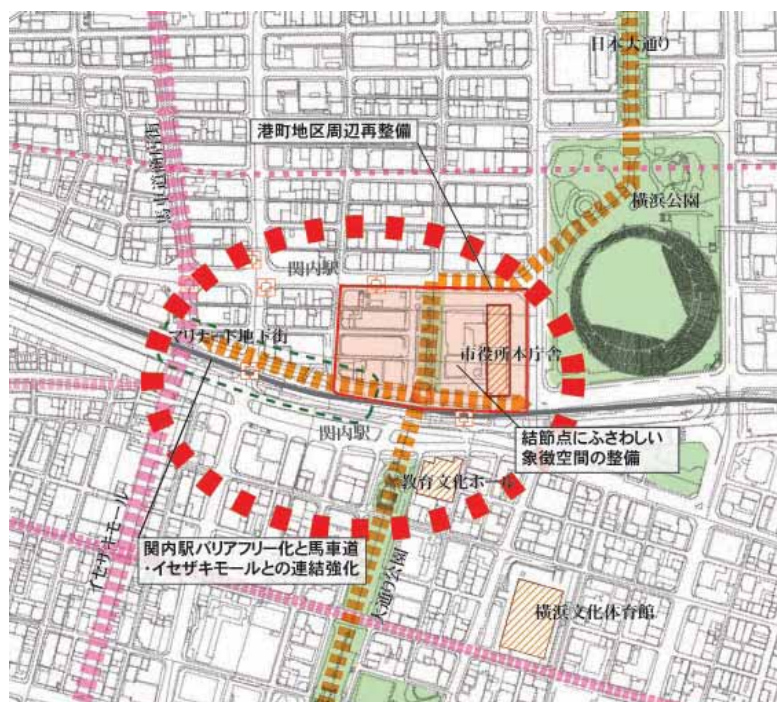 日本大通り
港町地区周辺再整備
馬車道商店街
横浜公園
関内駅
マリナード地下街
市役所本庁舎
関内駅
結節点にふさわしい
象徴空間の整備
教育文化ホール
イセザキモール
関内駅バリアフリー化と馬車道
・イセザキモールとの連結強化
大通り公園
横浜文化体育館